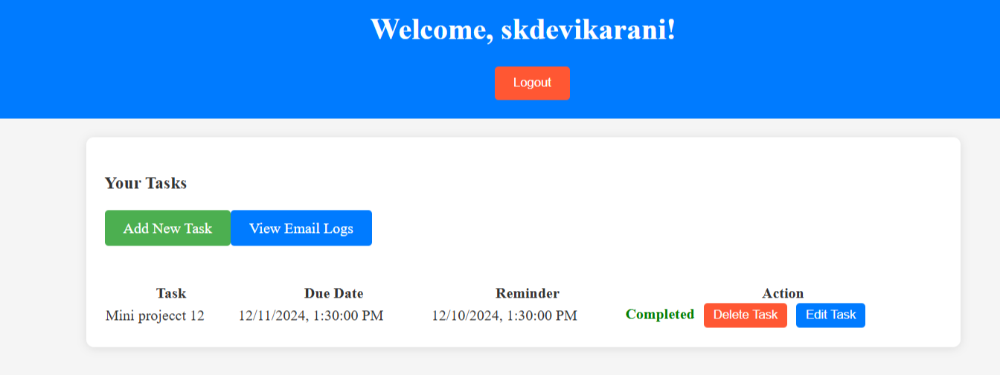 Welcome, skdevikarani!
Logout
Your Tasks
Add New Task View Email Logs
Task Due Date Reminder Action
Mini projecct 12 12/11/2024, 1:30:00 PM 12/10/2024, 1:30:00 PM Completed Delete Task Edit Task